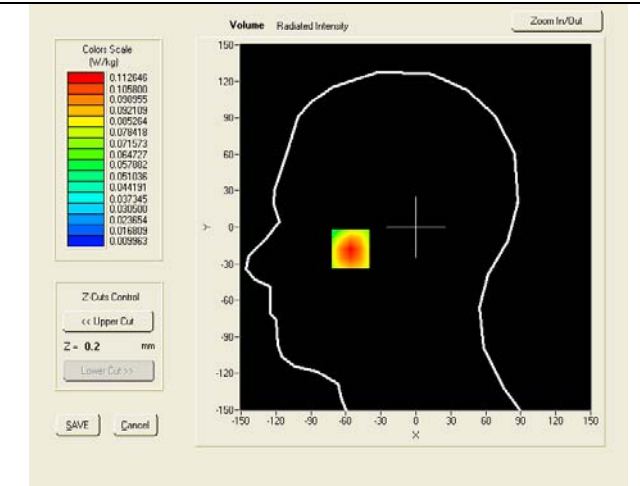 Volume Radiated Intensity
Zoom In/Out
Colors Scale
(W/kg)
0.112646
0.105800
0.098955
0.092109
0.085264
0.078418
0.071573
0.064727
0.057882
0.051036
0.044191
0.037345
0.030500
0.023654
0.016809
0.009963
Z-Cuts Control
<< Upper Cut
Z = 0.2 mm
Lower Cut >>
SAVE Cancel
150
120
90
60
30
0
-30
-60
-90
-120
-150
Y
-150 -120 -90 -60 -30 0 30 60 90 120 150
X